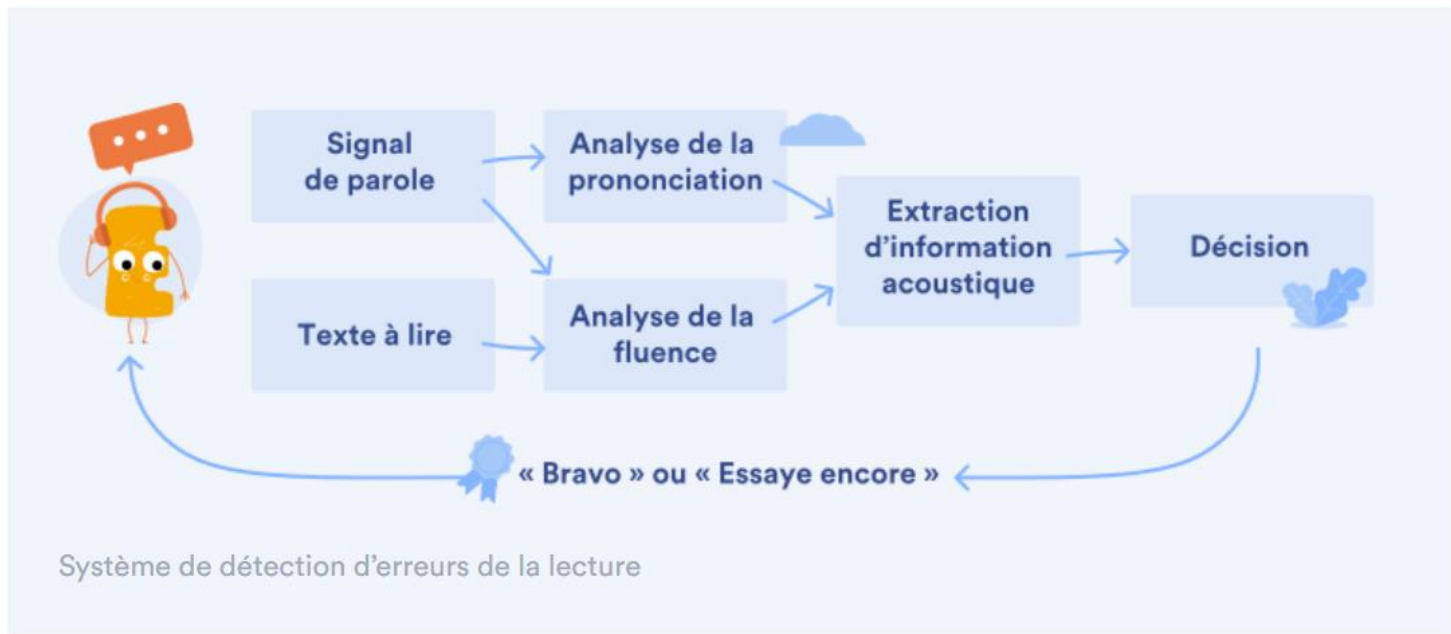 Signal
de parole
Analyse de la
prononciation
Extraction
d’information
acoustique
Décision
Texte à lire
Analyse de la
fluence
« Bravo » ou « Essaye encore »
Système de détection d’erreurs de la lecture